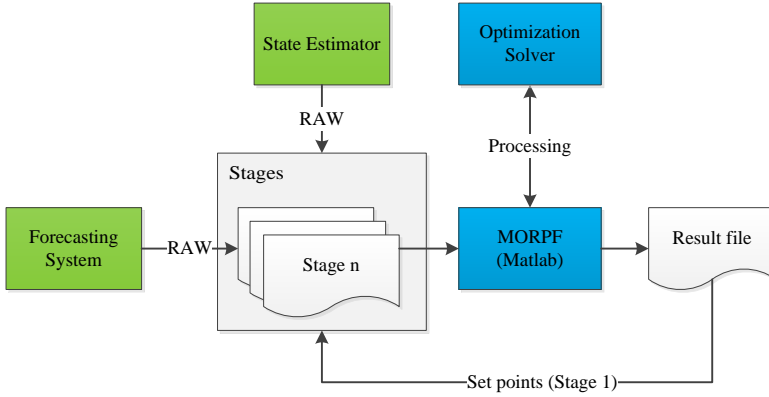 State Estimator
Optimization
Solver
RAW
Processing
Stages
Forecasting
System
RAW
Stage n
MORPF
(Matlab)
Result file
Set points (Stage 1)